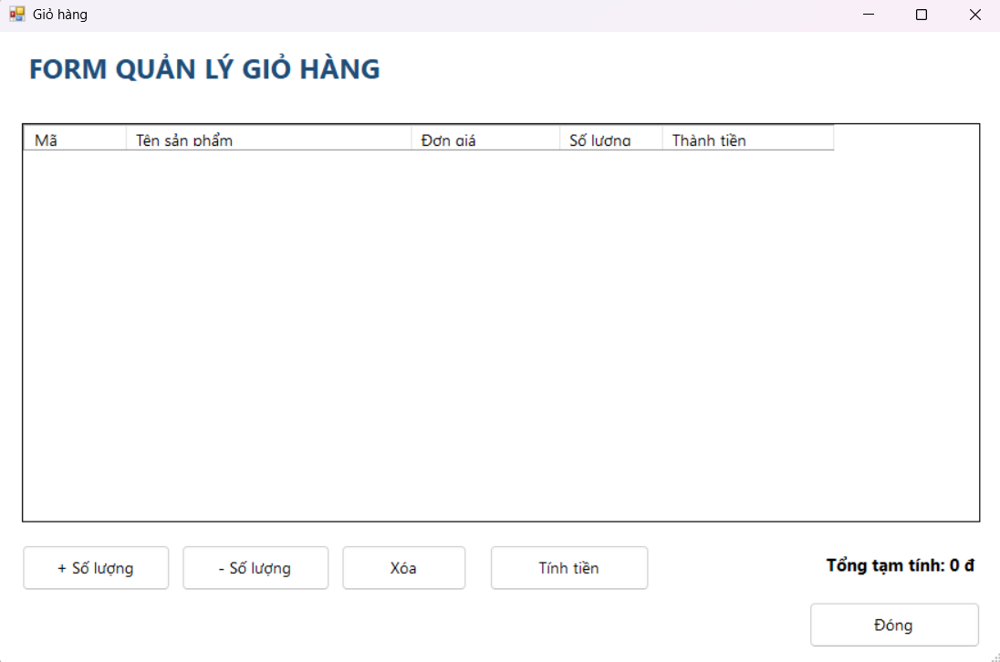 Giỏ hàng
FORM QUẢN LÝ GIỎ HÀNG
Mã Tên sản phẩm Đơn giá Số lượng Thành tiền
+ Số lượng - Số lượng Xóa Tính tiền Tổng tạm tính: 0 đ
Đóng